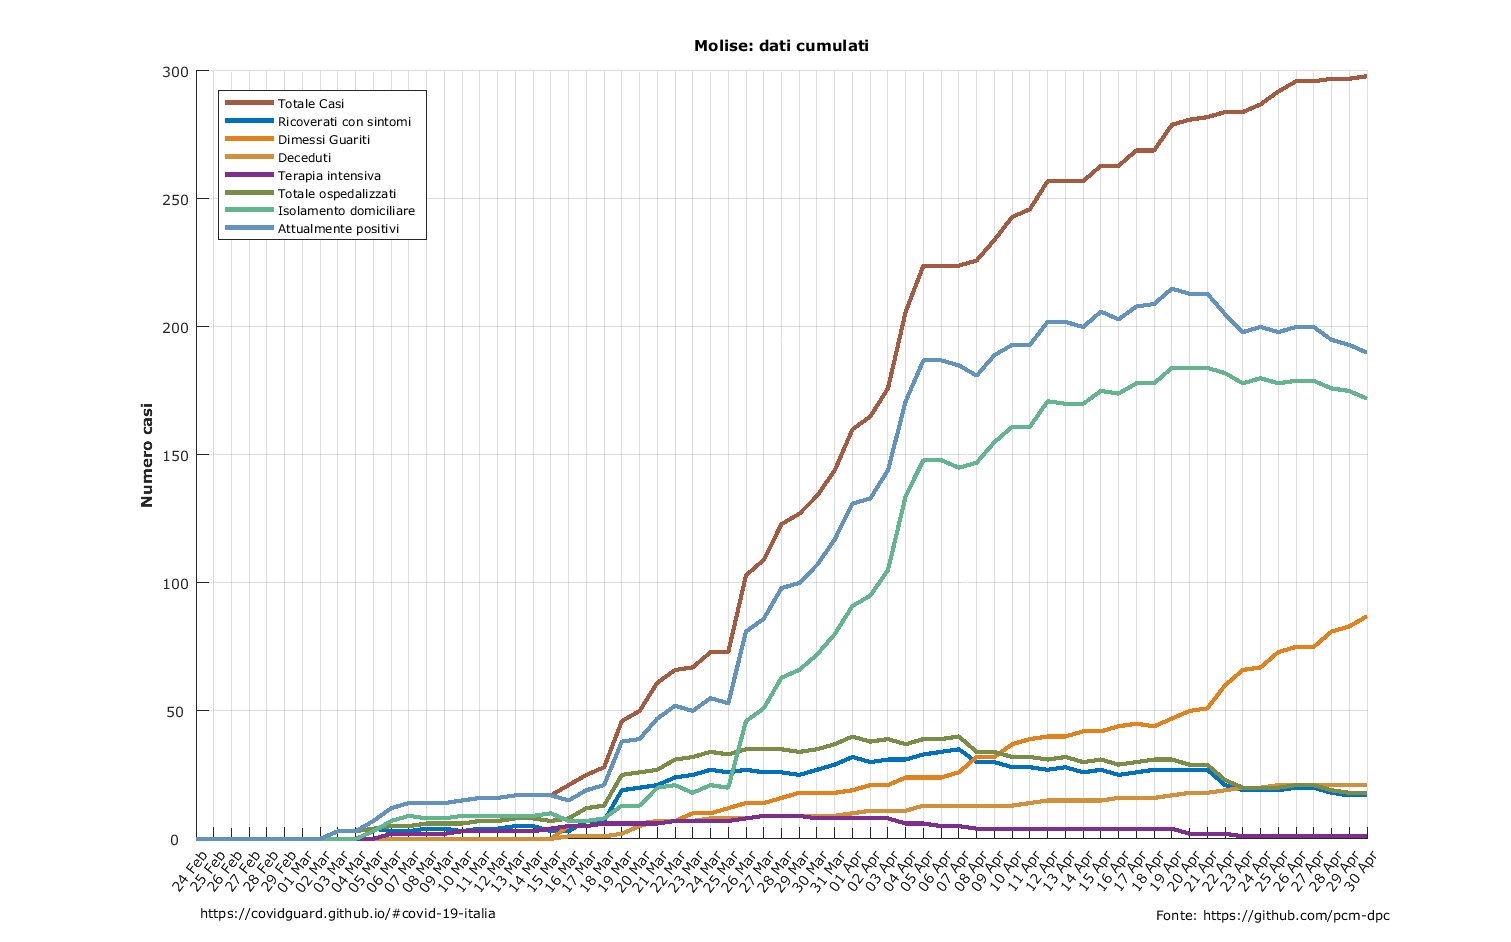 Molise: dati cumulati
300
250
200
150
100
50
0
Numero casi
Totale Casi
Ricoverati con sintomi
Dimessi Guariti
Deceduti
Terapia intensiva
Totale ospedalizzati
Isolamento domiciliare
Attualmente positivi
24 Feb
25 Feb
26 Feb
27 Feb
28 Feb
29 Feb
01 Mar
02 Mar
03 Mar
04 Mar
05 Mar
06 Mar
07 Mar
08 Mar
09 Mar
10 Mar
11 Mar
12 Mar
13 Mar
14 Mar
15 Mar
16 Mar
17 Mar
18 Mar
19 Mar
20 Mar
21 Mar
22 Mar
23 Mar
24 Mar
25 Mar
26 Mar
27 Mar
28 Mar
29 Mar
30 Mar
31 Mar
01 Apr
02 Apr
03 Apr
04 Apr
05 Apr
06 Apr
07 Apr
08 Apr
09 Apr
10 Apr
11 Apr
12 Apr
13 Apr
14 Apr
15 Apr
16 Apr
17 Apr
18 Apr
19 Apr
20 Apr
21 Apr
22 Apr
23 Apr
24 Apr
25 Apr
26 Apr
27 Apr
28 Apr
29 Apr
30 Apr
https://covidguard.github.io/#covid-19-italia
Fonte: https://github.com/pcm-dpc